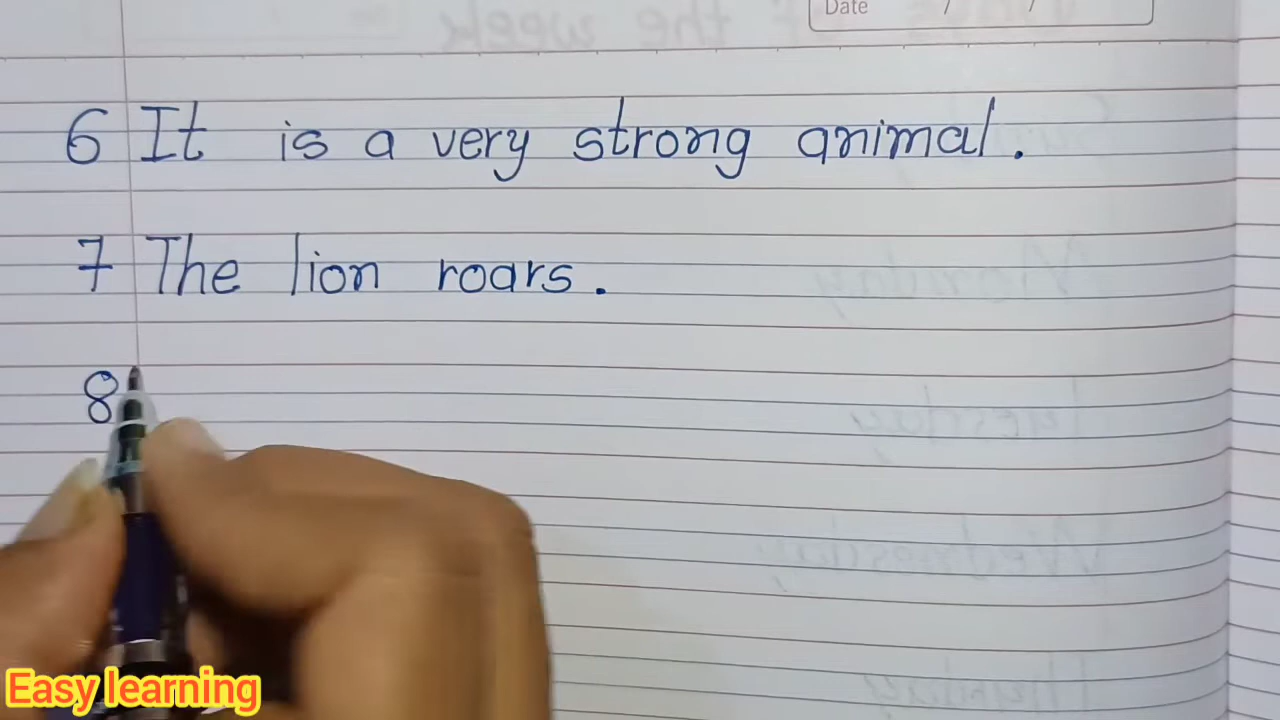 Date / /
6 It is a very strong animal.
7 The lion roars.
8
Easy learning